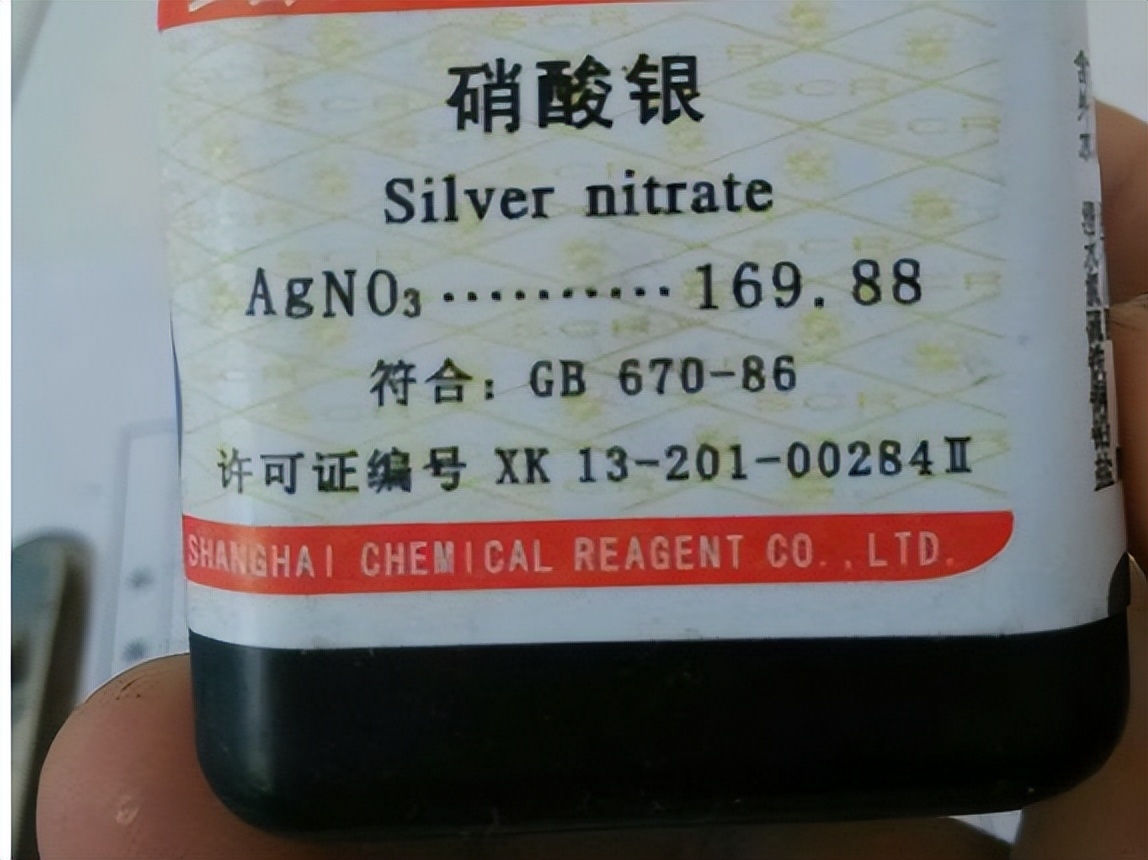 硝酸银
Silver nitrate
AgNO₃ ·········· 169.88
符合：GB 670-86
许可证编号 XK 13-201-00284Ⅱ
SHANGHAI CHEMICAL REAGENT CO.,LTD.